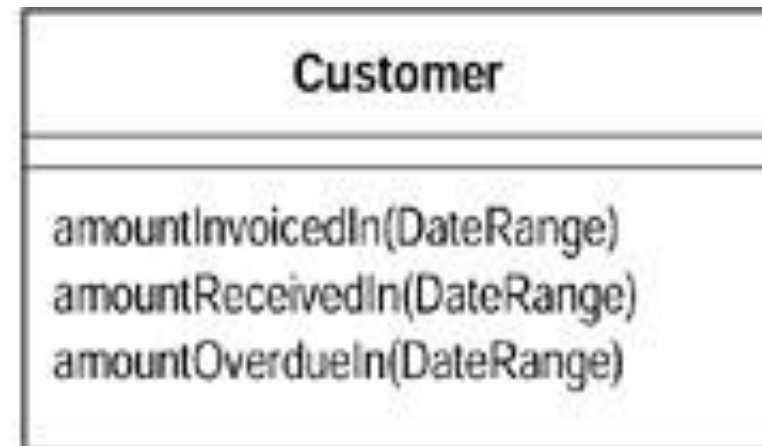 Customer
amountInvoicedIn(DateRange)
amountReceivedIn(DateRange)
amountOverdueIn(DateRange)